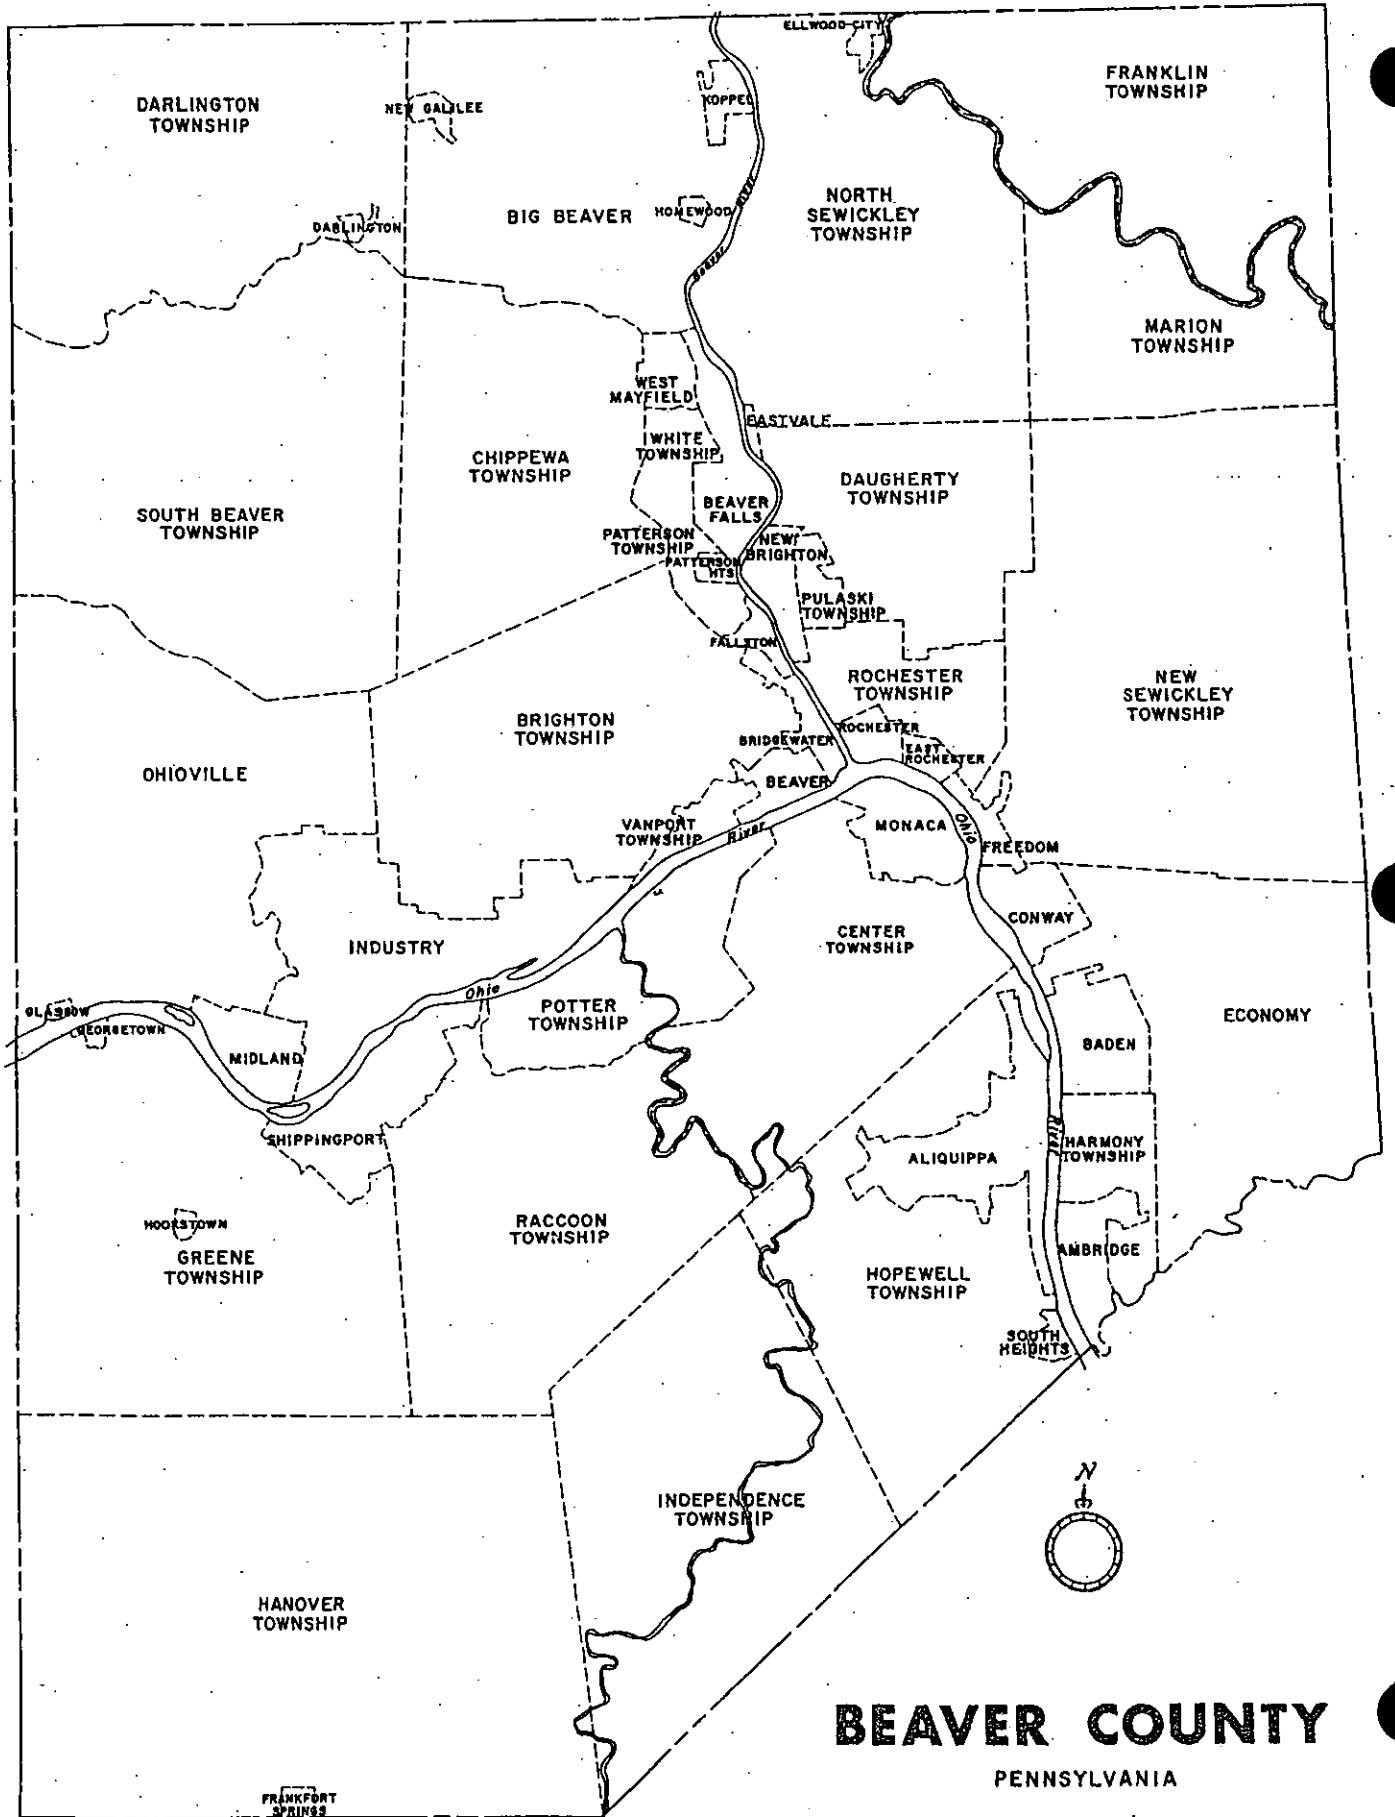 ELLWOOD CITY
FRANKLIN
TOWNSHIP
DARLINGTON
TOWNSHIP
NEW GALILEE
KOPPEL
BIG BEAVER
HOMEWOOD
River
Beaver
NORTH
SEWICKLEY
TOWNSHIP
DARLINGTON
MARION
TOWNSHIP
WEST
MAYFIELD
EASTVALE
WHITE
TOWNSHIP
CHIPPEWA
TOWNSHIP
DAUGHERTY
TOWNSHIP
SOUTH BEAVER
TOWNSHIP
BEAVER
FALLS
PATTERSON
TOWNSHIP
PATTERSON
HTS
NEW
BRIGHTON
PULASKI
TOWNSHIP
FALLSTON
ROCHESTER
TOWNSHIP
NEW
SEWICKLEY
TOWNSHIP
BRIGHTON
TOWNSHIP
BRIDGEWATER
ROCHESTER
EAST
ROCHESTER
OHIOVILLE
BEAVER
VANPORT
TOWNSHIP
River
MONACA
Ohio
FREEDOM
INDUSTRY
CENTER
TOWNSHIP
CONWAY
Ohio
POTTER
TOWNSHIP
GLASGOW
GEORGETOWN
MIDLAND
ECONOMY
BADEN
SHIPPINGPORT
ALIQUIPPA
River
HARMONY
TOWNSHIP
HOOKSTOWN
GREENE
TOWNSHIP
RACCOON
TOWNSHIP
AMBRIDGE
HOPEWELL
TOWNSHIP
SOUTH
HEIGHTS
N
INDEPENDENCE
TOWNSHIP
HANOVER
TOWNSHIP
FRANKFORT
SPRINGS
BEAVER COUNTY
PENNSYLVANIA